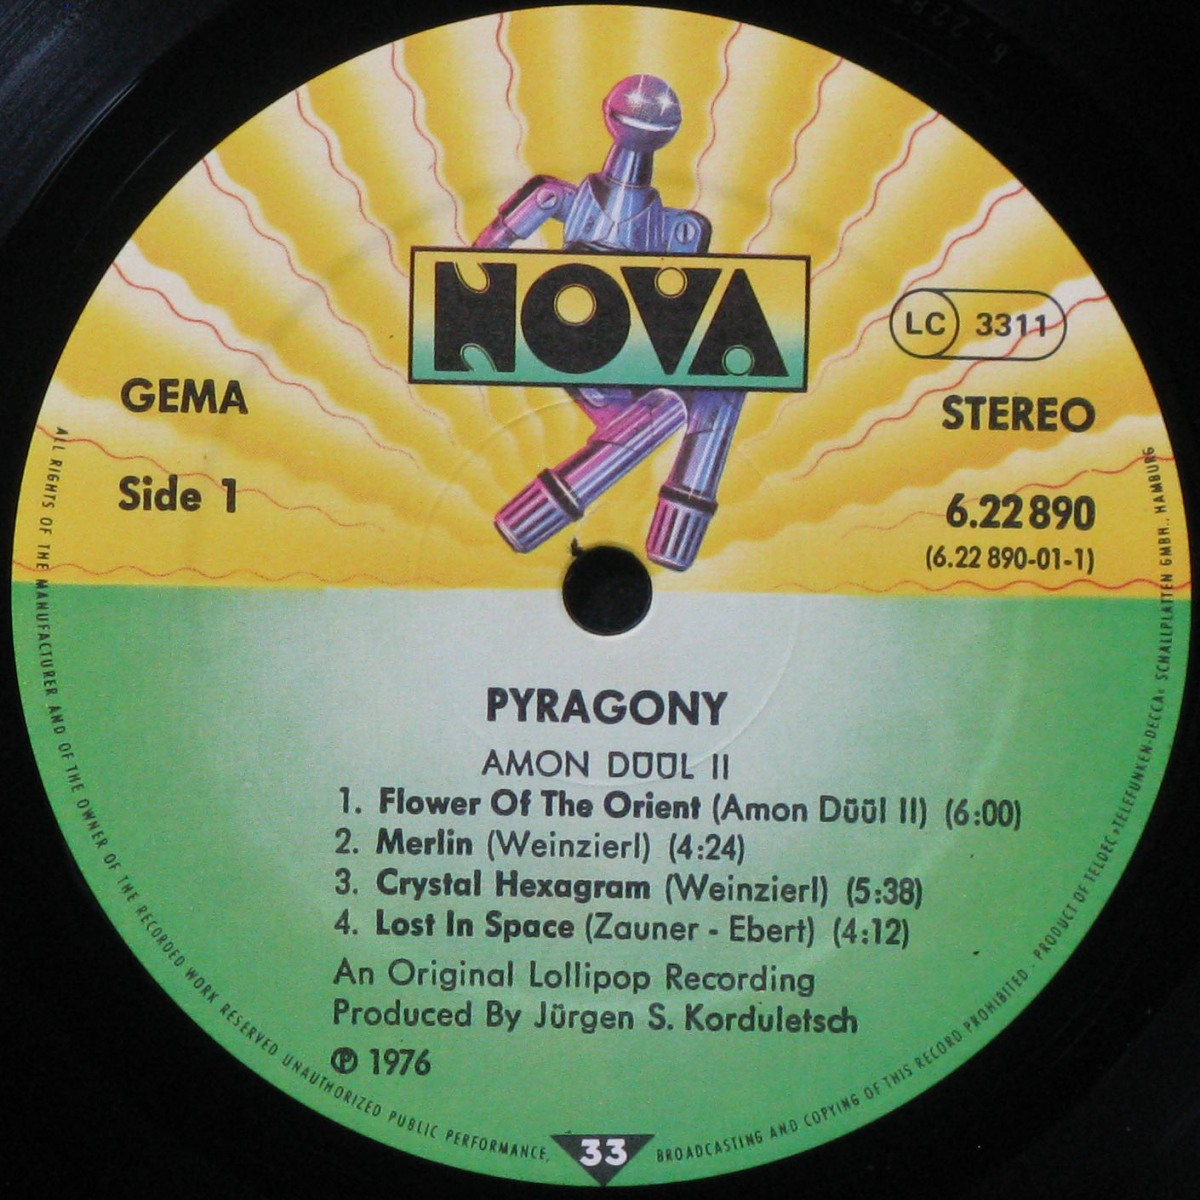 NOVA
LC 3311
GEMA
STEREO
Side 1
6.22 890
(6.22 890-01-1)
PYRAGONY
AMON DÜÜL II
1. Flower Of The Orient (Amon Düül II) (6:00)
2. Merlin (Weinzierl) (4:24)
3. Crystal Hexagram (Weinzierl) (5:38)
4. Lost In Space (Zauner - Ebert) (4:12)
An Original Lollipop Recording
Produced By Jürgen S. Korduletsch
℗ 1976
ALL RIGHTS OF THE MANUFACTURER AND OF THE OWNER OF THE RECORDED WORK RESERVED UNAUTHORIZED PUBLIC PERFORMANCE, BROADCASTING AND COPYING OF THIS RECORD PROHIBITED · PRODUCT OF TELDEC »TELEFUNKEN-DECCA« SCHALLPLATTEN GMBH., HAMBURG
33